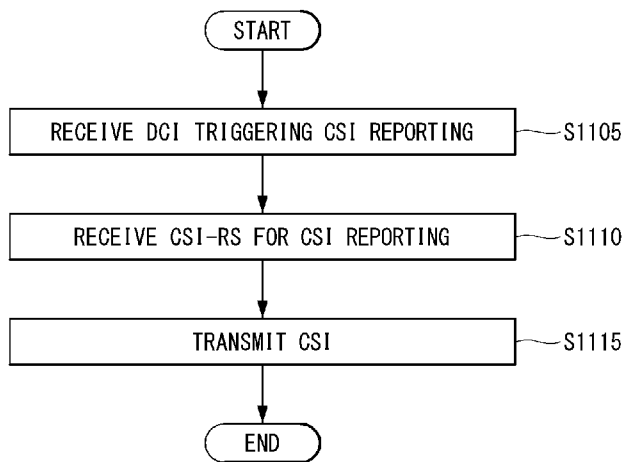 START
RECEIVE DCI TRIGGERING CSI REPORTING
S1105
RECEIVE CSI-RS FOR CSI REPORTING
S1110
TRANSMIT CSI
S1115
END